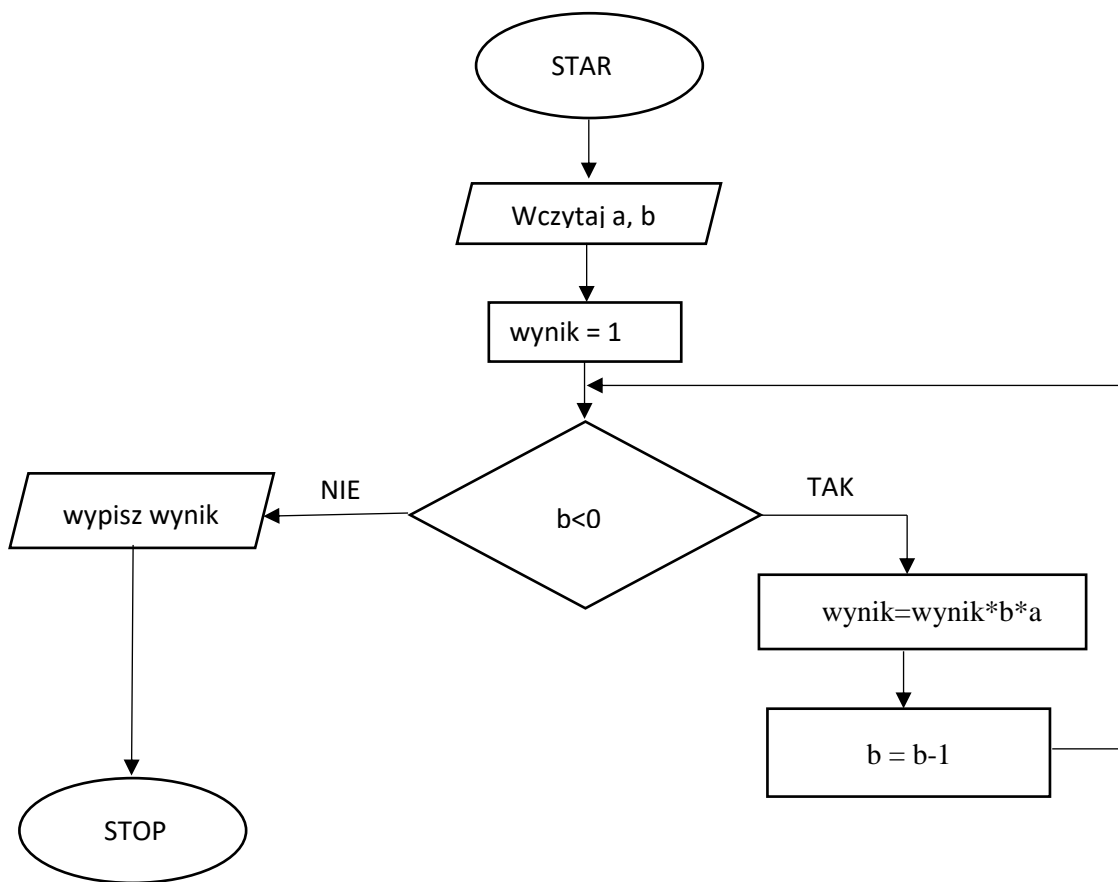 STAR
Wczytaj a, b
wynik = 1
b<0
NIE
TAK
wypisz wynik
wynik=wynik*b*a
b = b-1
STOP